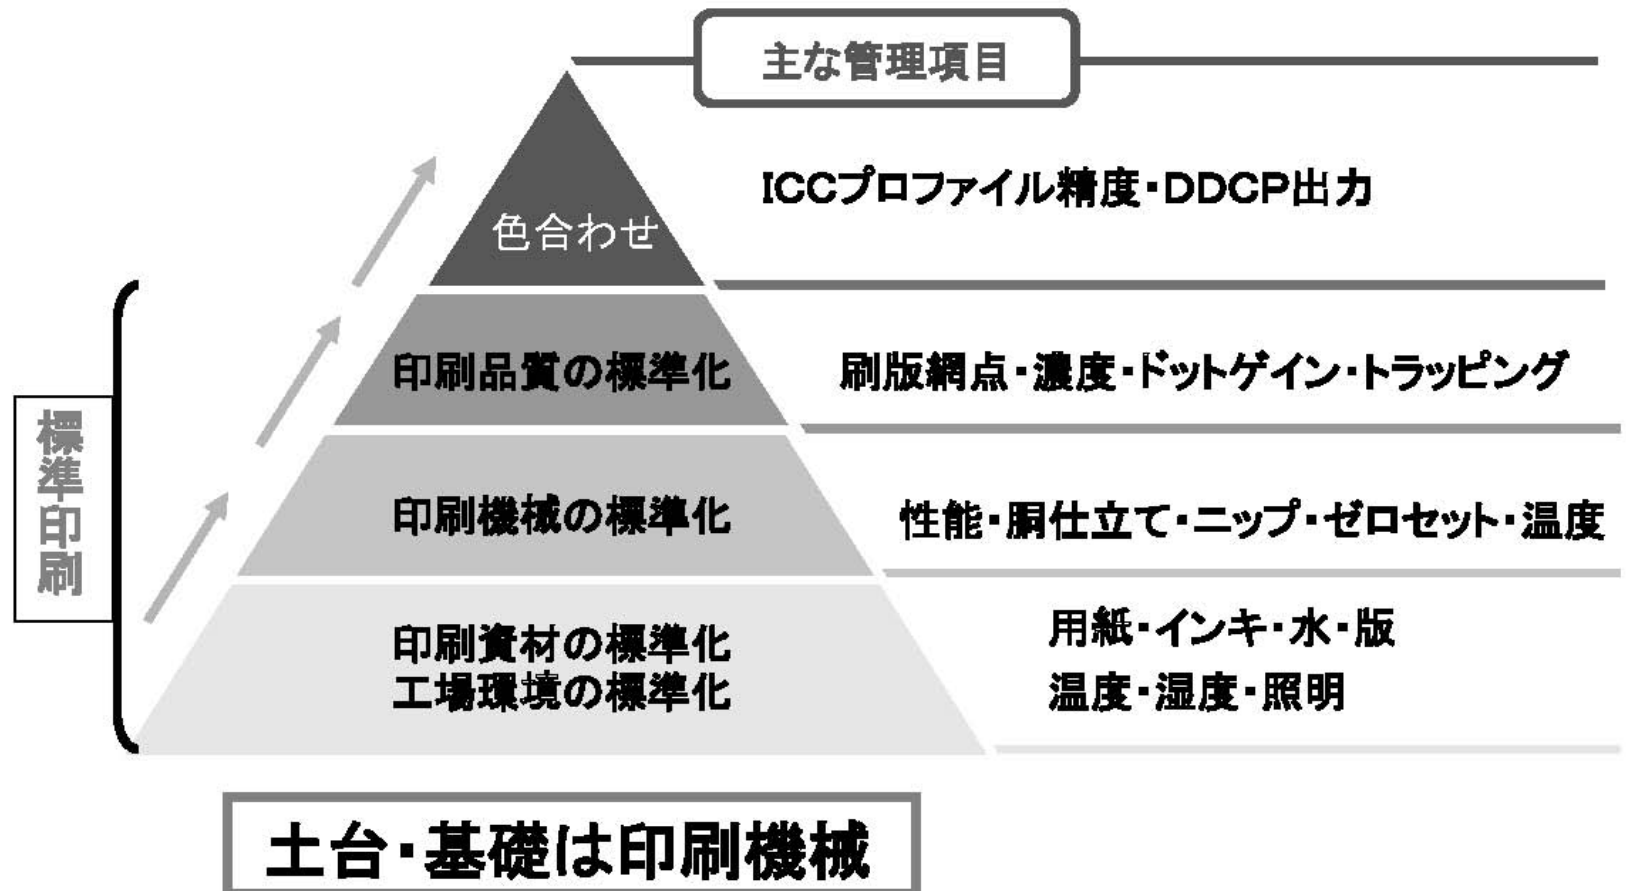 主な管理項目
色合わせ
ICCプロファイル精度・DDCP出力
印刷品質の標準化
刷版網点・濃度・ドットゲイン・トラッピング
標準印刷
印刷機械の標準化
性能・胴仕立て・ニップ・ゼロセット・温度
印刷資材の標準化
工場環境の標準化
用紙・インキ・水・版
温度・湿度・照明
土台・基礎は印刷機械